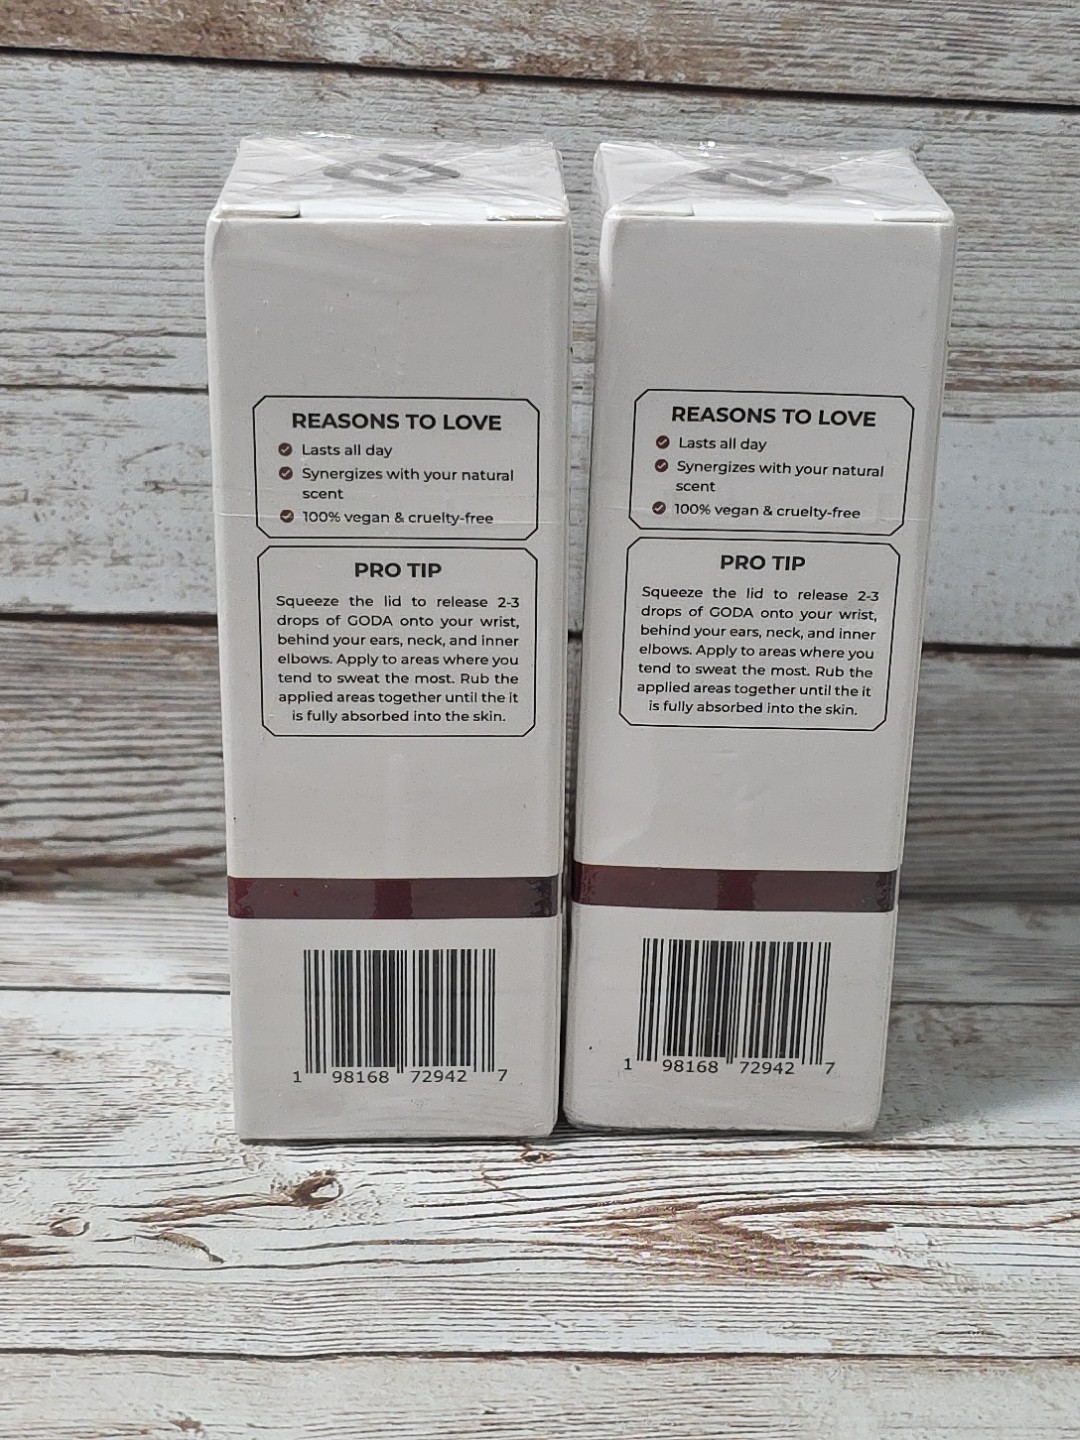 REASONS TO LOVE
Lasts all day
Synergizes with your natural
scent
100% vegan & cruelty-free
PRO TIP
Squeeze the lid to release 2-3
drops of GODA onto your wrist,
behind your ears, neck, and inner
elbows. Apply to areas where you
tend to sweat the most. Rub the
applied areas together until the it
is fully absorbed into the skin.
1 98168 72942 7
REASONS TO LOVE
Lasts all day
Synergizes with your natural
scent
100% vegan & cruelty-free
PRO TIP
Squeeze the lid to release 2-3
drops of GODA onto your wrist,
behind your ears, neck, and inner
elbows. Apply to areas where you
tend to sweat the most. Rub the
applied areas together until the it
is fully absorbed into the skin.
1 98168 72942 7